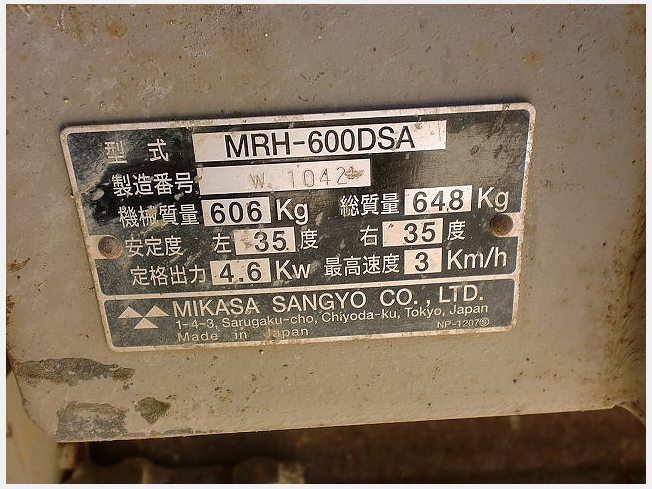 型式 MRH-600DSA
製造番号 W. 1042
機械質量 606 Kg 総質量 648 Kg
安定度 左 35 度 右 35 度
定格出力 4.6 Kw 最高速度 3 Km/h
MIKASA SANGYO CO., LTD.
1-4-3, Sarugaku-cho, Chiyoda-ku, Tokyo, Japan
Made in Japan NP-1207Ⓢ